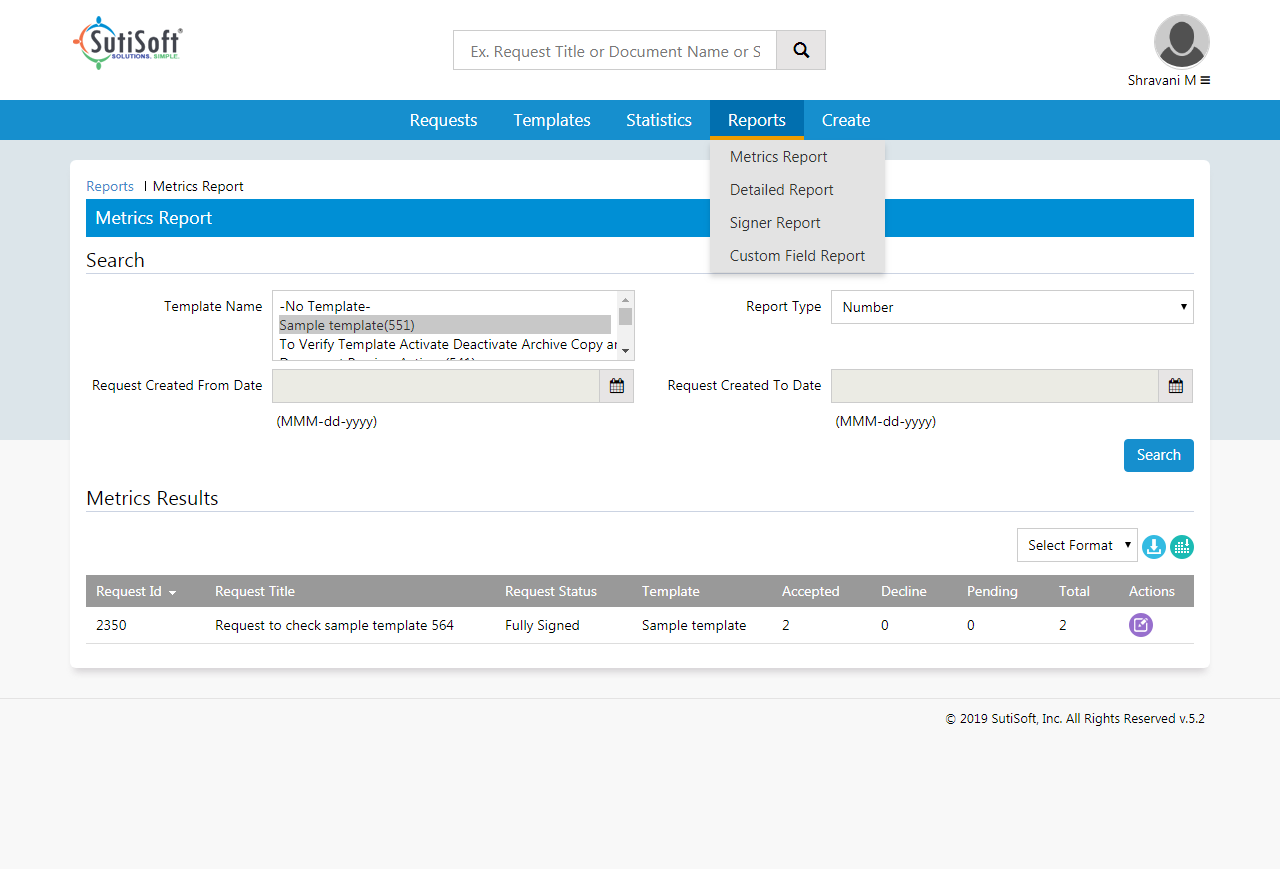 SutiSoft®
SOLUTIONS. SIMPLE.
Ex. Request Title or Document Name or S
Shravani M
Requests Templates Statistics Reports Create
Metrics Report
Detailed Report
Signer Report
Custom Field Report
Reports I Metrics Report
Metrics Report
Search
Template Name
-No Template-
Sample template(551)
To Verify Template Activate Deactivate Archive Copy
Report Type Number
Request Created From Date
(MMM-dd-yyyy)
Request Created To Date
(MMM-dd-yyyy)
Search
Metrics Results
Select Format
Request Id Request Title Request Status Template Accepted Decline Pending Total Actions
2350 Request to check sample template 564 Fully Signed Sample template 2 0 0 2
© 2019 SutiSoft, Inc. All Rights Reserved v.5.2